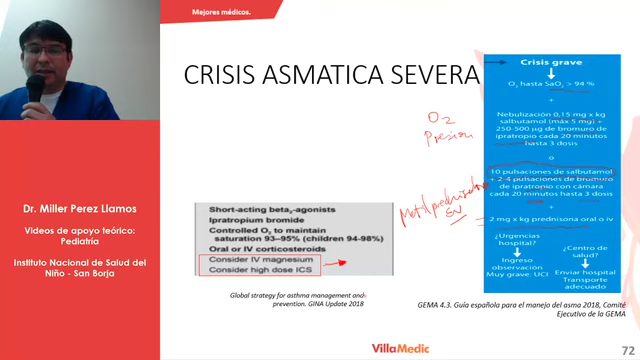 Mejores médicos.
CRISIS ASMATICA SEVERA
Crisis grave
O₂ hasta SaO₂ > 94 %
+
Nebulización 0,15 mg x kg
salbutamol (máx 5 mg) +
250-500 µg de bromuro de
ipratropio cada 20 minutos
hasta 3 dosis
o
10 pulsaciones de salbutamol
+ 2-4 pulsaciones de bromuro
de ipratropio con cámara
cada 20 minutos hasta 3 dosis
+
2 mg x kg prednisona oral o iv
¿Urgencias
hospital?
Ingreso
observación
Muy grave: UCI
¿Centro de
salud?
Enviar hospital
Transporte
adecuado
O₂
Presion
Metilprednisolona
EV
Short-acting beta₂-agonists
Ipratropium bromide
Controlled O₂ to maintain
saturation 93–95% (children 94-98%)
Oral or IV corticosteroids
Consider IV magnesium
Consider high dose ICS
Global strategy for asthma management and
prevention. GINA Update 2018
GEMA 4.3. Guía española para el manejo del asma 2018, Comité
Ejecutivo de la GEMA
Dr. Miller Perez Llamos
Videos de apoyo teórico:
Pediatría
Instituto Nacional de Salud del
Niño - San Borja
VillaMedic
72